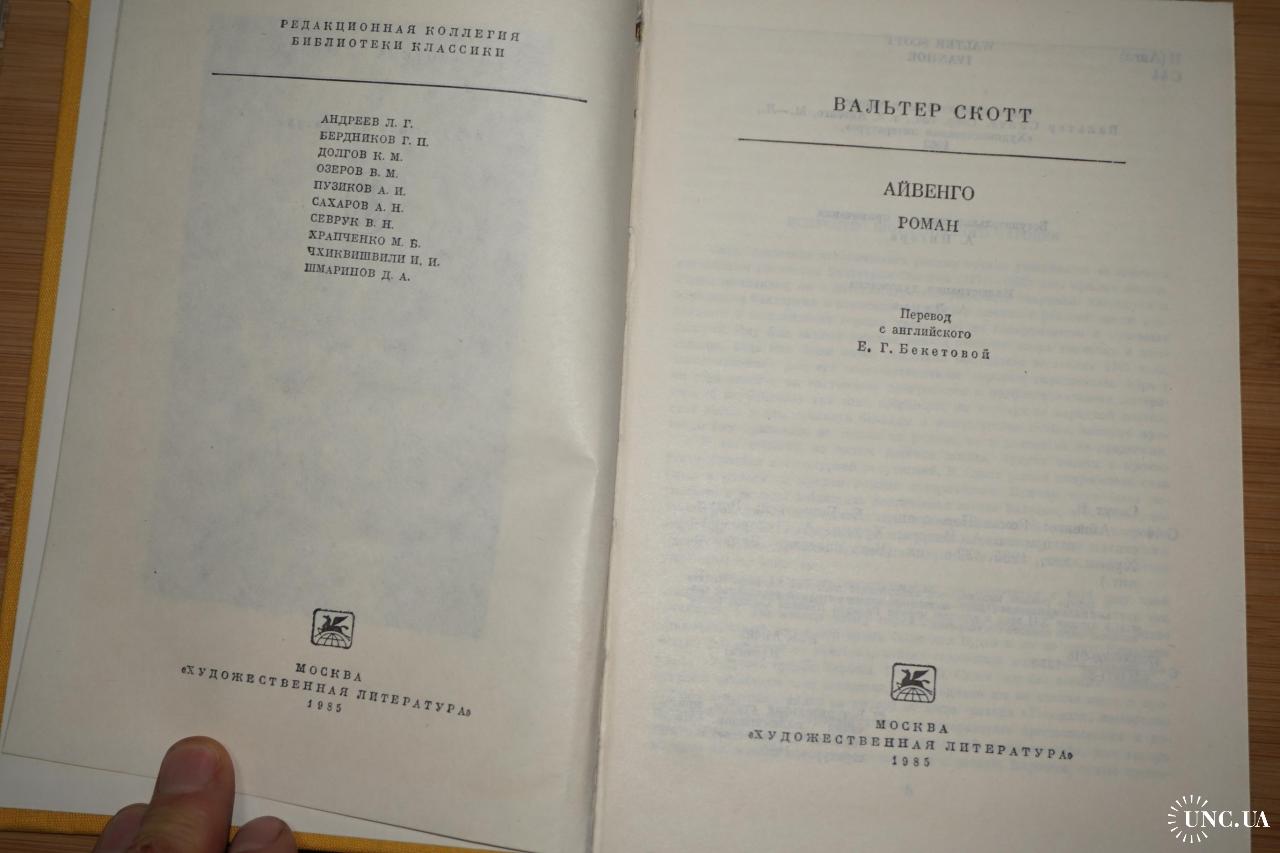 РЕДАКЦИОННАЯ КОЛЛЕГИЯ
БИБЛИОТЕКИ КЛАССИКИ
АНДРЕЕВ Л. Г.
БЕРДНИКОВ Г. П.
ДОЛГОВ К. М.
ОЗЕРОВ В. М.
ПУЗИКОВ А. И.
САХАРОВ А. Н.
СЕВРУК В. Н.
ХРАПЧЕНКО М. Б.
ЧХИКВИШВИЛИ И. И.
ШМАРИНОВ Д. А.
МОСКВА
«ХУДОЖЕСТВЕННАЯ ЛИТЕРАТУРА»
1985
ВАЛЬТЕР СКОТТ
АЙВЕНГО
РОМАН
Перевод
с английского
Е. Г. Бекетовой
МОСКВА
«ХУДОЖЕСТВЕННАЯ ЛИТЕРАТУРА»
1985
UNC.UA